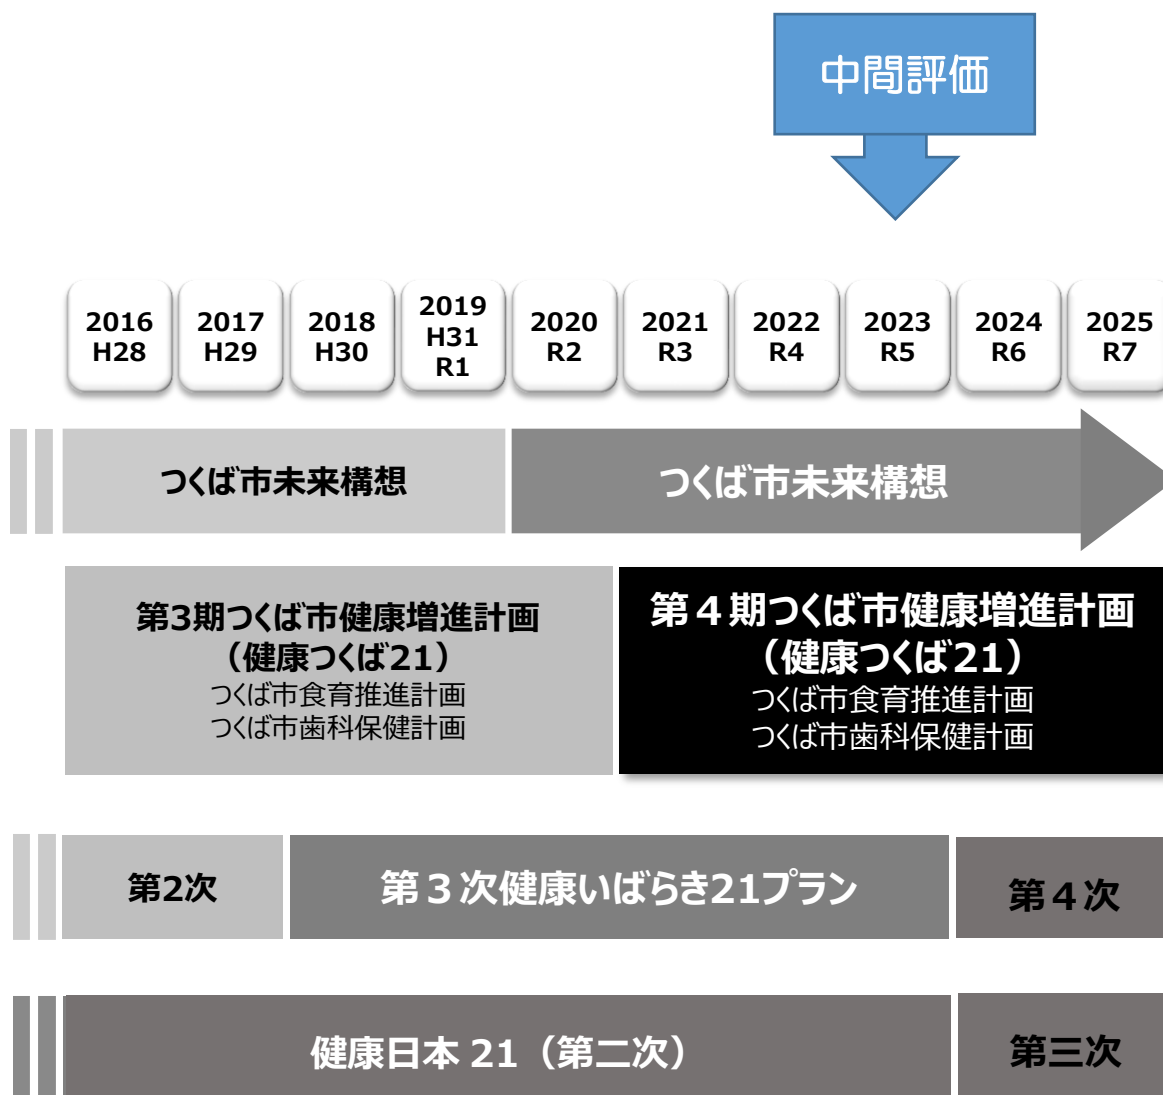 中間評価
2016
H28
2017
H29
2018
H30
2019
H31
R1
2020
R2
2021
R3
2022
R4
2023
R5
2024
R6
2025
R7
つくば市未来構想
つくば市未来構想
第3期つくば市健康増進計画
（健康つくば21）
つくば市食育推進計画
つくば市歯科保健計画
第４期つくば市健康増進計画
（健康つくば21）
つくば市食育推進計画
つくば市歯科保健計画
第2次
第３次健康いばらき21プラン
第４次
健康日本 21（第二次）
第三次